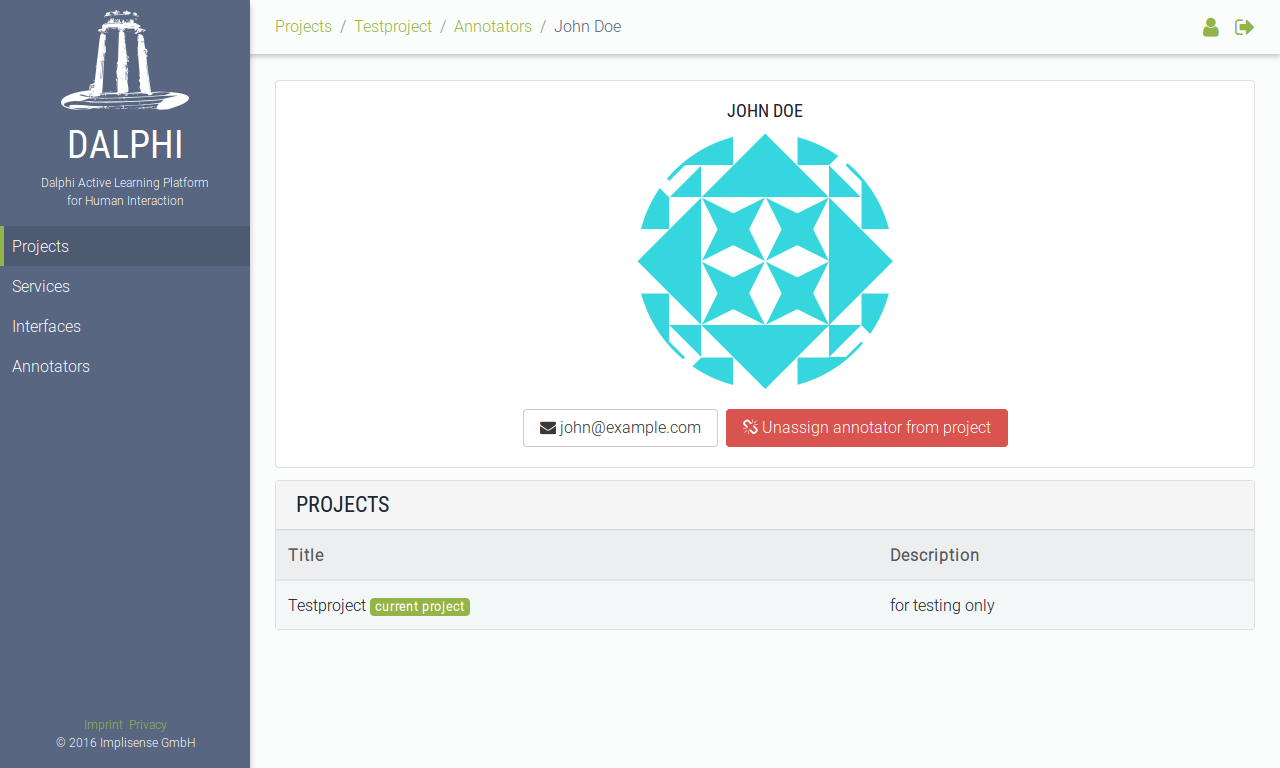 DALPHI
Dalphi Active Learning Platform
for Human Interaction
Projects
Services
Interfaces
Annotators
Imprint Privacy
© 2016 Implisense GmbH
Projects / Testproject / Annotators / John Doe
JOHN DOE
john@example.com
Unassign annotator from project
PROJECTS
Title Description
Testproject current project for testing only